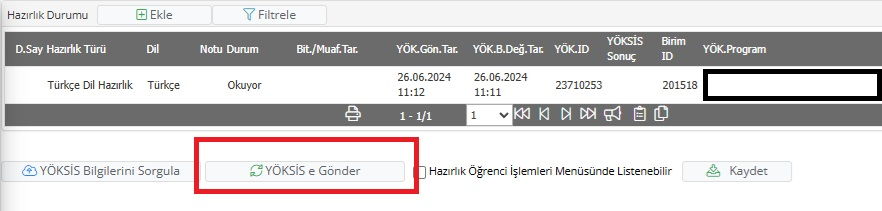 Hazırlık Durumu Ekle Filtrele
D.Say Hazırlık Türü Dil Notu Durum Bit./Muaf.Tar. YÖK.Gön.Tar. YÖK.B.Değ.Tar. YÖK.ID YÖKSİS Sonuç Birim ID YÖK.Program
Türkçe Dil Hazırlık Türkçe Okuyor 26.06.2024 11:12 26.06.2024 11:11 23710253 201518
1 - 1/1 1
YÖKSİS Bilgilerini Sorgula YÖKSİS e Gönder Hazırlık Öğrenci İşlemleri Menüsünde Listenebilir Kaydet